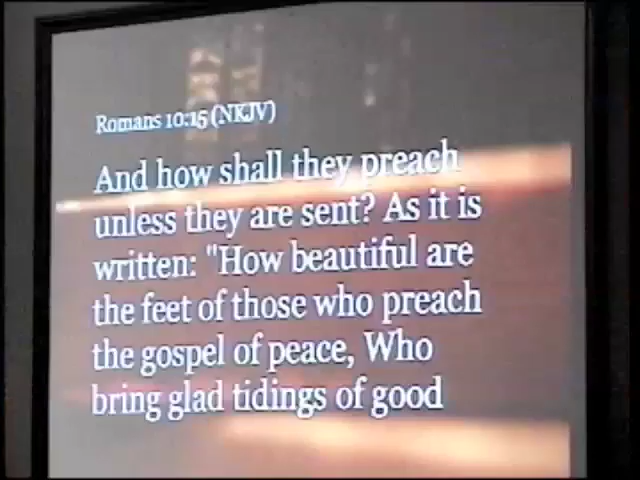 Romans 10:15 (NKJV)
And how shall they preach
unless they are sent? As it is
written: "How beautiful are
the feet of those who preach
the gospel of peace, Who
bring glad tidings of good